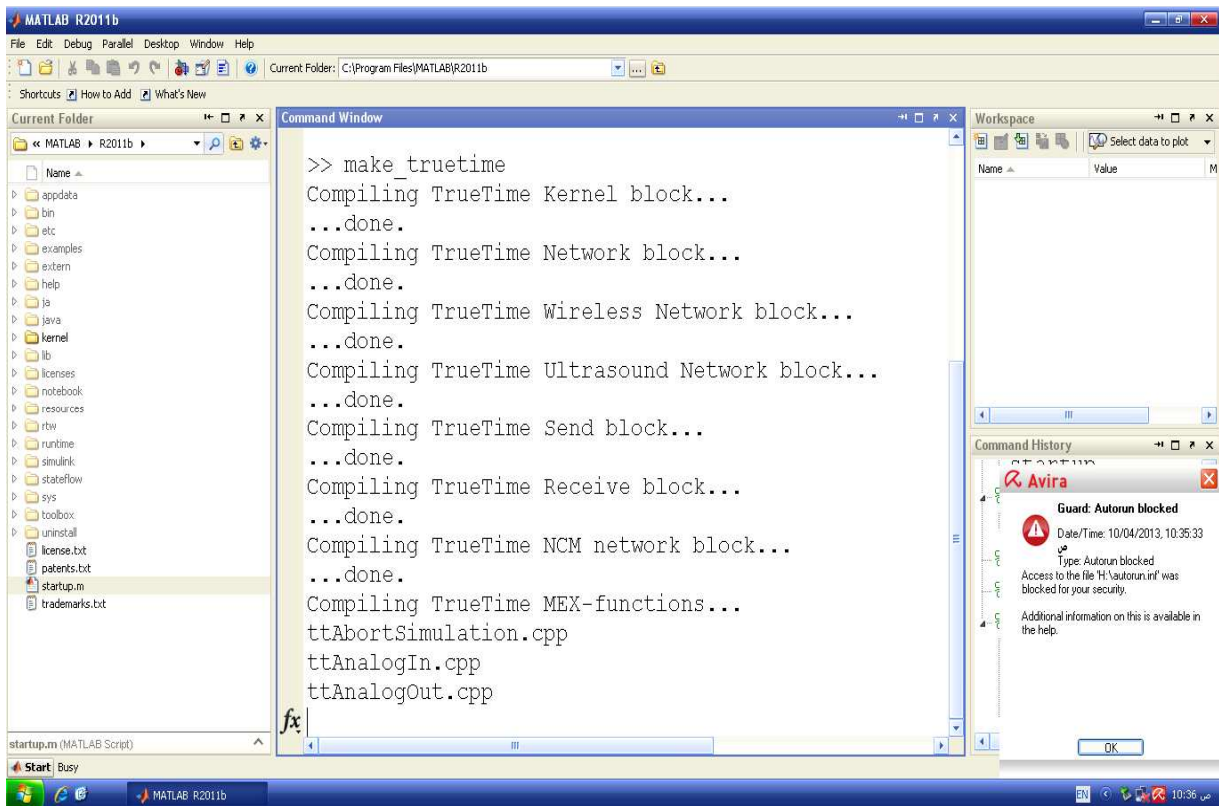 MATLAB R2011b
File Edit Debug Parallel Desktop Window Help
Current Folder: C:\Program Files\MATLAB\R2011b
Shortcuts How to Add What's New
Current Folder
« MATLAB ▸ R2011b ▸
Name
appdata
bin
etc
examples
extern
help
ja
java
kernel
lib
licenses
notebook
resources
rtw
runtime
simulink
stateflow
sys
toolbox
uninstall
license.txt
patents.txt
startup.m
trademarks.txt
startup.m (MATLAB Script)
Command Window
>> make_truetime
Compiling TrueTime Kernel block...
...done.
Compiling TrueTime Network block...
...done.
Compiling TrueTime Wireless Network block...
...done.
Compiling TrueTime Ultrasound Network block...
...done.
Compiling TrueTime Send block...
...done.
Compiling TrueTime Receive block...
...done.
Compiling TrueTime NCM network block...
...done.
Compiling TrueTime MEX-functions...
ttAbortSimulation.cpp
ttAnalogIn.cpp
ttAnalogOut.cpp
fx
Workspace
Select data to plot
Name Value M
Command History
startup
Avira
Guard: Autorun blocked
Date/Time: 10/04/2013, 10:35:33
ص
Type: Autorun blocked
Access to the file 'H:\autorun.inf' was
blocked for your security.
Additional information on this is available in
the help.
OK
Start Busy
MATLAB R2011b
EN
10:36 ص